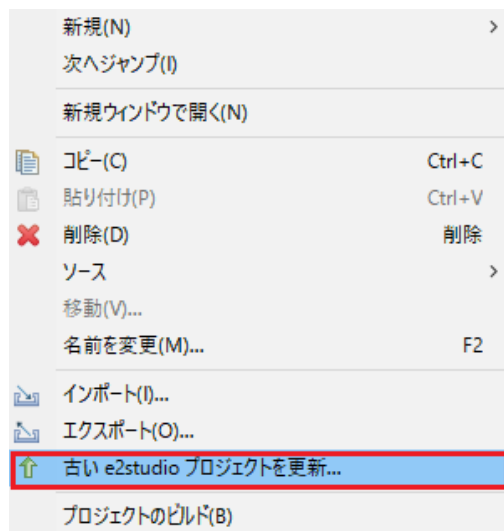 新規(N) >
次へジャンプ(I)
新規ウィンドウで開く(N)
コピー(C) Ctrl+C
貼り付け(P) Ctrl+V
削除(D) 削除
ソース >
移動(V)...
名前を変更(M)... F2
インポート(I)...
エクスポート(O)...
古い e2studio プロジェクトを更新...
プロジェクトのビルド(B)